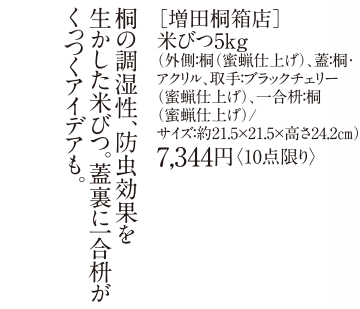 桐の調湿性、防虫効果を
生かした米びつ。蓋裏に一合枡が
くっつくアイデアも。
［増田桐箱店］
米びつ5kg
（外側：桐（蜜蝋仕上げ）、蓋：桐・
アクリル、取手：ブラックチェリー
（蜜蝋仕上げ）、一合枡：桐
（蜜蝋仕上げ）/
サイズ：約21.5×21.5×高さ24.2㎝）
7,344円〈10点限り〉